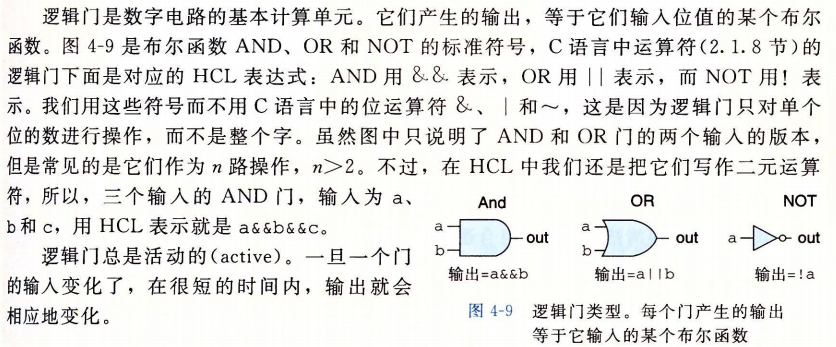 逻辑门是数字电路的基本计算单元。它们产生的输出，等于它们输入位值的某个布尔
函数。图 4-9 是布尔函数 AND、OR 和 NOT 的标准符号，C 语言中运算符(2.1.8 节)的
逻辑门下面是对应的 HCL 表达式：AND 用 && 表示，OR 用 || 表示，而 NOT 用！表
示。我们用这些符号而不用 C 语言中的位运算符 &、| 和～，这是因为逻辑门只对单个
位的数进行操作，而不是整个字。虽然图中只说明了 AND 和 OR 门的两个输入的版本，
但是常见的是它们作为 n 路操作，n>2。不过，在 HCL 中我们还是把它们写作二元运算
符，所以，三个输入的 AND 门，输入为 a、
b和 c，用 HCL 表示就是 a&&b&&c。
逻辑门总是活动的(active)。一旦一个门
的输入变化了，在很短的时间内，输出就会
相应地变化。
And
a
b
out
输出=a&&b
OR
a
b
out
输出=a||b
NOT
a
out
输出=!a
图 4-9 逻辑门类型。每个门产生的输出
等于它输入的某个布尔函数